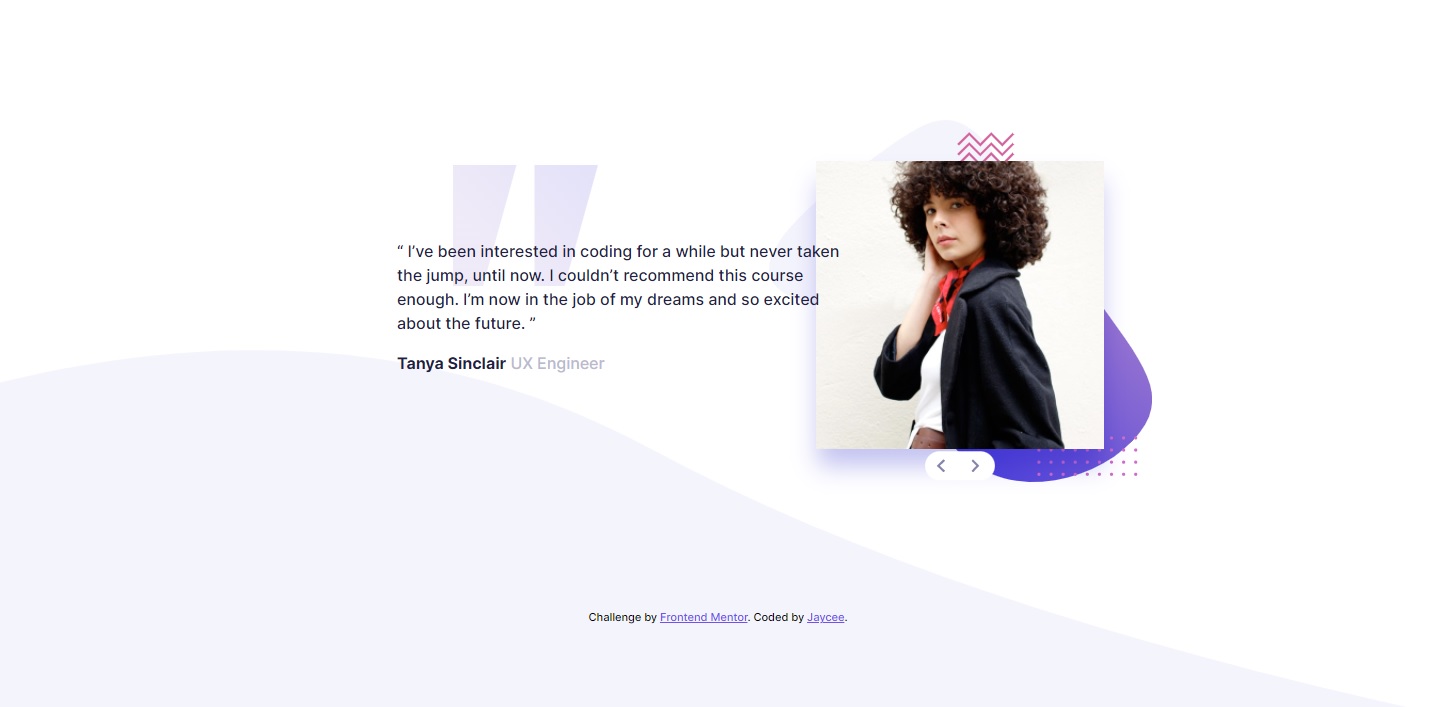 “ I’ve been interested in coding for a while but never taken
the jump, until now. I couldn’t recommend this course
enough. I’m now in the job of my dreams and so excited
about the future. ”
Tanya Sinclair UX Engineer
Challenge by Frontend Mentor. Coded by Jaycee.